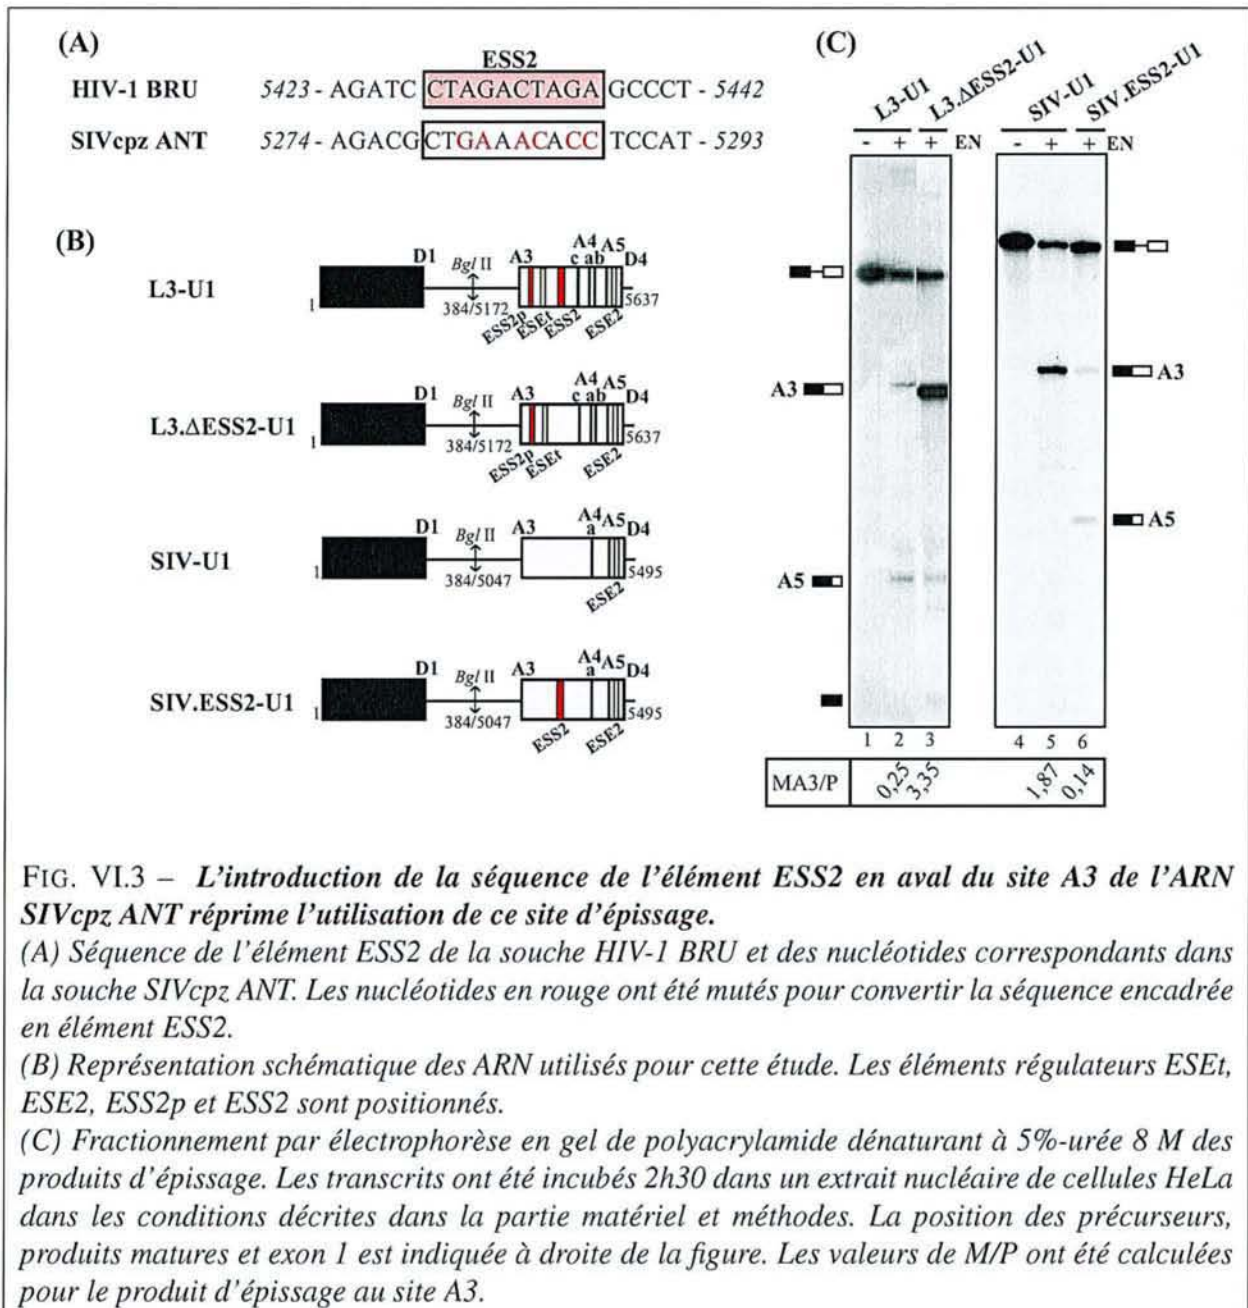 (A)
ESS2
HIV-1 BRU 5423 - AGATC CTAGACTAGA GCCCT - 5442
SIVcpz ANT 5274 - AGACG CTGAAACACC TCCAT - 5293
(B)
L3-U1
1
D1
Bgl II
384/5172
A3
A4
c ab
A5
D4
5637
ESS2p
ESEt
ESS2
ESE2
L3.ΔESS2-U1
1
D1
Bgl II
384/5172
A3
A4
c ab
A5
D4
5637
ESS2p
ESEt
ESE2
SIV-U1
1
D1
Bgl II
384/5047
A3
A4
a
A5
D4
5495
ESE2
SIV.ESS2-U1
1
D1
Bgl II
384/5047
A3
A4
a
A5
D4
5495
ESS2
ESE2
(C)
L3-U1
L3.ΔESS2-U1
SIV-U1
SIV.ESS2-U1
- + + EN
- + + EN
A3
A5
A3
A5
1 2 3
4 5 6
MA3/P 0,25 3,35 1,87 0,14
FIG. VI.3 – L'introduction de la séquence de l'élément ESS2 en aval du site A3 de l'ARN
SIVcpz ANT réprime l'utilisation de ce site d'épissage.
(A) Séquence de l'élément ESS2 de la souche HIV-1 BRU et des nucléotides correspondants dans
la souche SIVcpz ANT. Les nucléotides en rouge ont été mutés pour convertir la séquence encadrée
en élément ESS2.
(B) Représentation schématique des ARN utilisés pour cette étude. Les éléments régulateurs ESEt,
ESE2, ESS2p et ESS2 sont positionnés.
(C) Fractionnement par électrophorèse en gel de polyacrylamide dénaturant à 5%-urée 8 M des
produits d'épissage. Les transcrits ont été incubés 2h30 dans un extrait nucléaire de cellules HeLa
dans les conditions décrites dans la partie matériel et méthodes. La position des précurseurs,
produits matures et exon 1 est indiquée à droite de la figure. Les valeurs de M/P ont été calculées
pour le produit d'épissage au site A3.